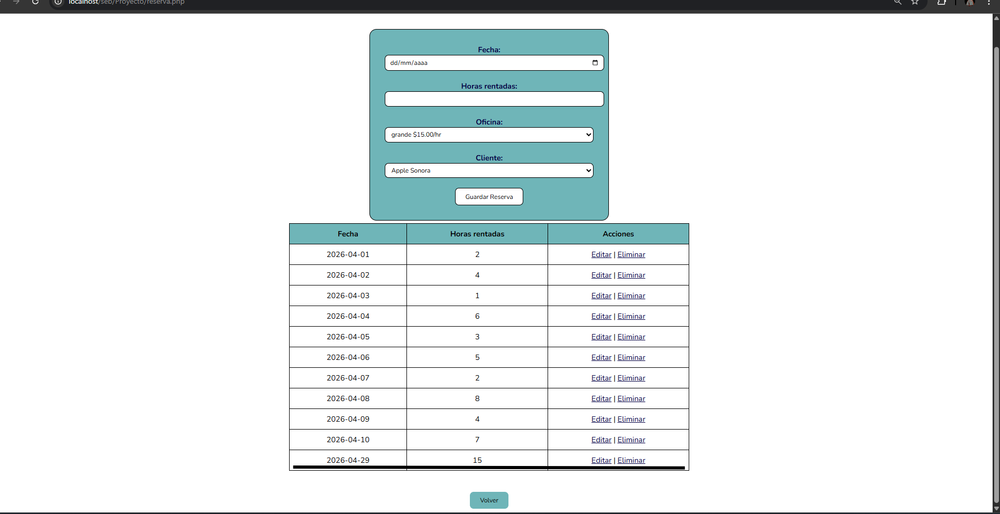 localhost/seb/Proyecto/reserva.php
Fecha:
dd/mm/aaaa
Horas rentadas:
Oficina:
grande $15.00/hr
Cliente:
Apple Sonora
Guardar Reserva
Fecha Horas rentadas Acciones
2026-04-01 2 Editar | Eliminar
2026-04-02 4 Editar | Eliminar
2026-04-03 1 Editar | Eliminar
2026-04-04 6 Editar | Eliminar
2026-04-05 3 Editar | Eliminar
2026-04-06 5 Editar | Eliminar
2026-04-07 2 Editar | Eliminar
2026-04-08 8 Editar | Eliminar
2026-04-09 4 Editar | Eliminar
2026-04-10 7 Editar | Eliminar
2026-04-29 15 Editar | Eliminar
Volver